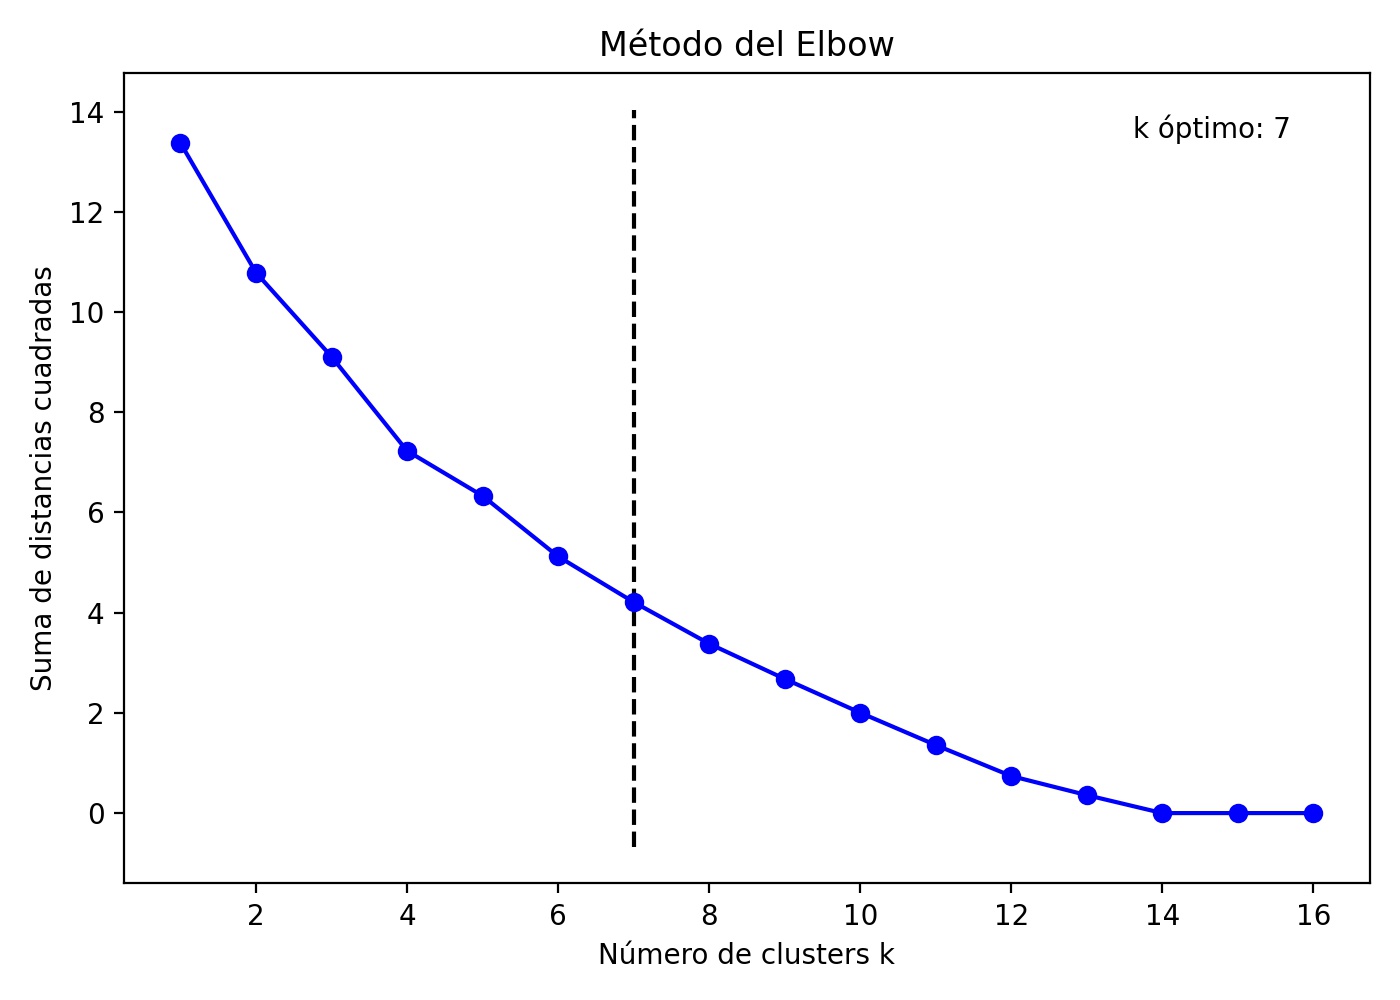 Método del Elbow
k óptimo: 7
Suma de distancias cuadradas
14
12
10
8
6
4
2
0
2 4 6 8 10 12 14 16
Número de clusters k